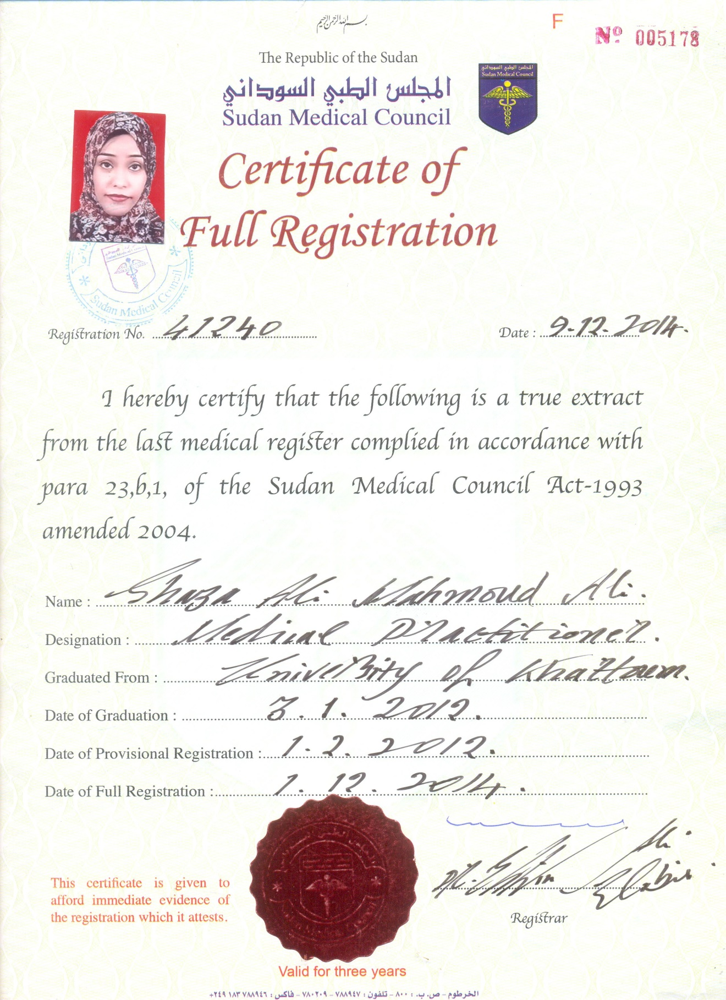 بسم الله الرحمن الرحيم
F
Nº 005178
The Republic of the Sudan
المجلس الطبي السوداني
Sudan Medical Council
المجلس الطبي السوداني
Sudan Medical Council
Certificate of
Full Registration
Sudan Medical Council
Registration No. 41240
Date : 9.12.2014.
I hereby certify that the following is a true extract
from the last medical register complied in accordance with
para 23,b,1, of the Sudan Medical Council Act-1993
amended 2004.
Name : Shaza Ali Mahmoud Ali.
Designation : Medical Practitioner.
Graduated From : University of Khartoum.
Date of Graduation : 3.1.2012.
Date of Provisional Registration : 1.2.2012.
Date of Full Registration : 1.12.2014.
This certificate is given to
afford immediate evidence of
the registration which it attests.
Registrar
Valid for three years
الخرطوم - ص. ب. : ٨٠٠ - تلفون : ٧٨٨٩٤٧ - ٧٨٠٢٠٩ - فاكس : ٧٨٨٩٤٦ ١٨٣ ٢٤٩+